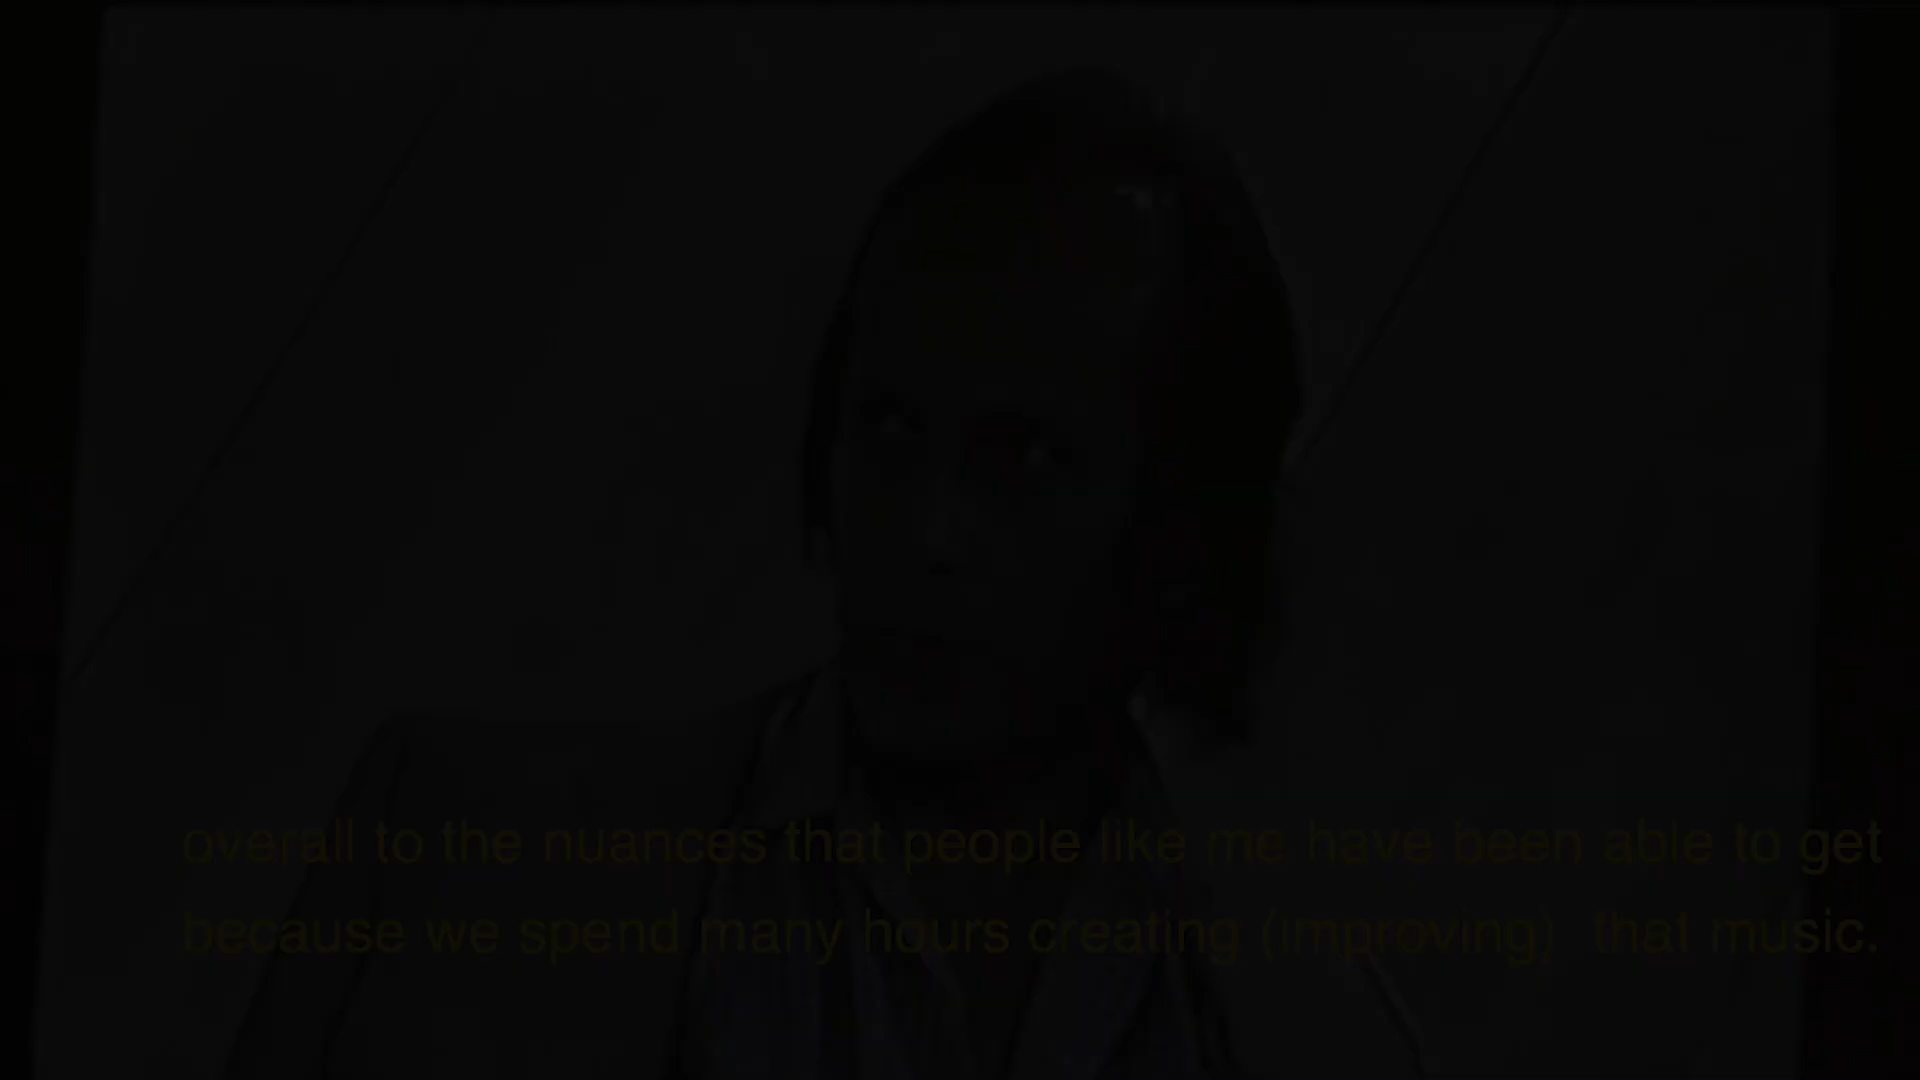 overall to the nuances that people like me have been able to get
because we spend many hours creating (improving) that music.